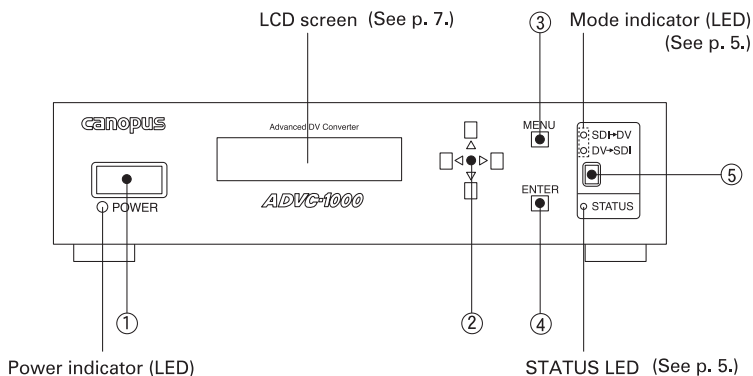 LCD screen (See p. 7.)
③
Mode indicator (LED)
(See p. 5.)
canopus
Advanced DV Converter
MENU
SDI→DV
DV→SDI
⑤
ENTER
POWER
ADVC-1000
STATUS
①
②
④
Power indicator (LED)
STATUS LED (See p. 5.)